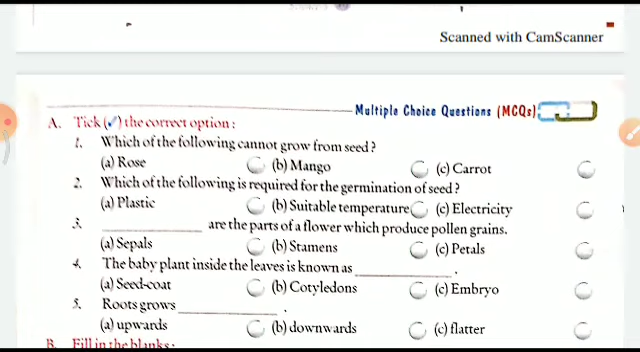 Scanned with CamScanner
Multiple Choice Questions (MCQs)
A. Tick (✓) the correct option :
1. Which of the following cannot grow from seed ?
(a) Rose (b) Mango (c) Carrot
2. Which of the following is required for the germination of seed ?
(a) Plastic (b) Suitable temperature (c) Electricity
3. ____________ are the parts of a flower which produce pollen grains.
(a) Sepals (b) Stamens (c) Petals
4. The baby plant inside the leaves is known as ____________ .
(a) Seed-coat (b) Cotyledons (c) Embryo
5. Roots grows ____________ .
(a) upwards (b) downwards (c) flatter
B. Fill in the blanks :